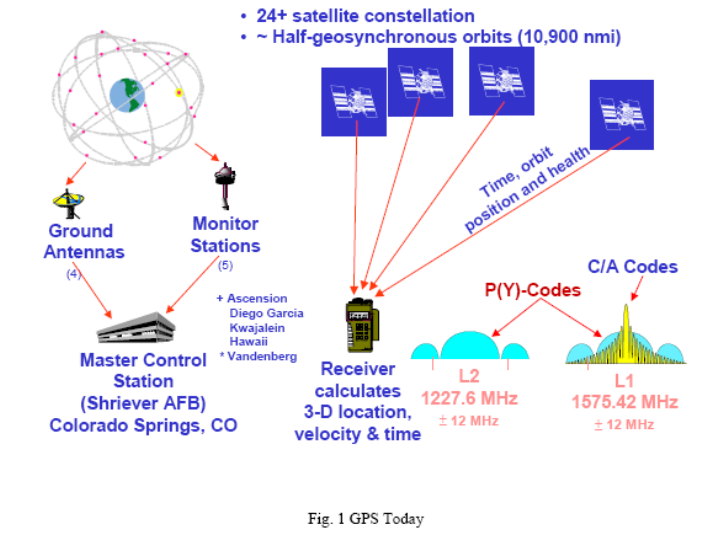 • 24+ satellite constellation
• ~ Half-geosynchronous orbits (10,900 nmi)
Time, orbit
position and health
Ground
Antennas
(4)
Monitor
Stations
(5)
+ Ascension
Diego Garcia
Kwajalein
Hawaii
* Vandenberg
Master Control
Station
(Shriever AFB)
Colorado Springs, CO
Receiver
calculates
3-D location,
velocity & time
C/A Codes
P(Y)-Codes
L2
1227.6 MHz
± 12 MHz
L1
1575.42 MHz
± 12 MHz
Fig. 1 GPS Today